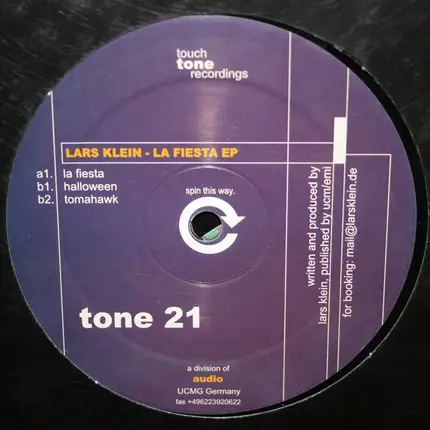 touch
tone
recordings
LARS KLEIN - LA FIESTA EP
a1. la fiesta
b1. halloween
b2. tomahawk
spin this way.
tone 21
written and produced by
lars klein, published by ucm/emi
for booking: mail@larsklein.de
a division of
audio
UCMG Germany
fax +496223920622